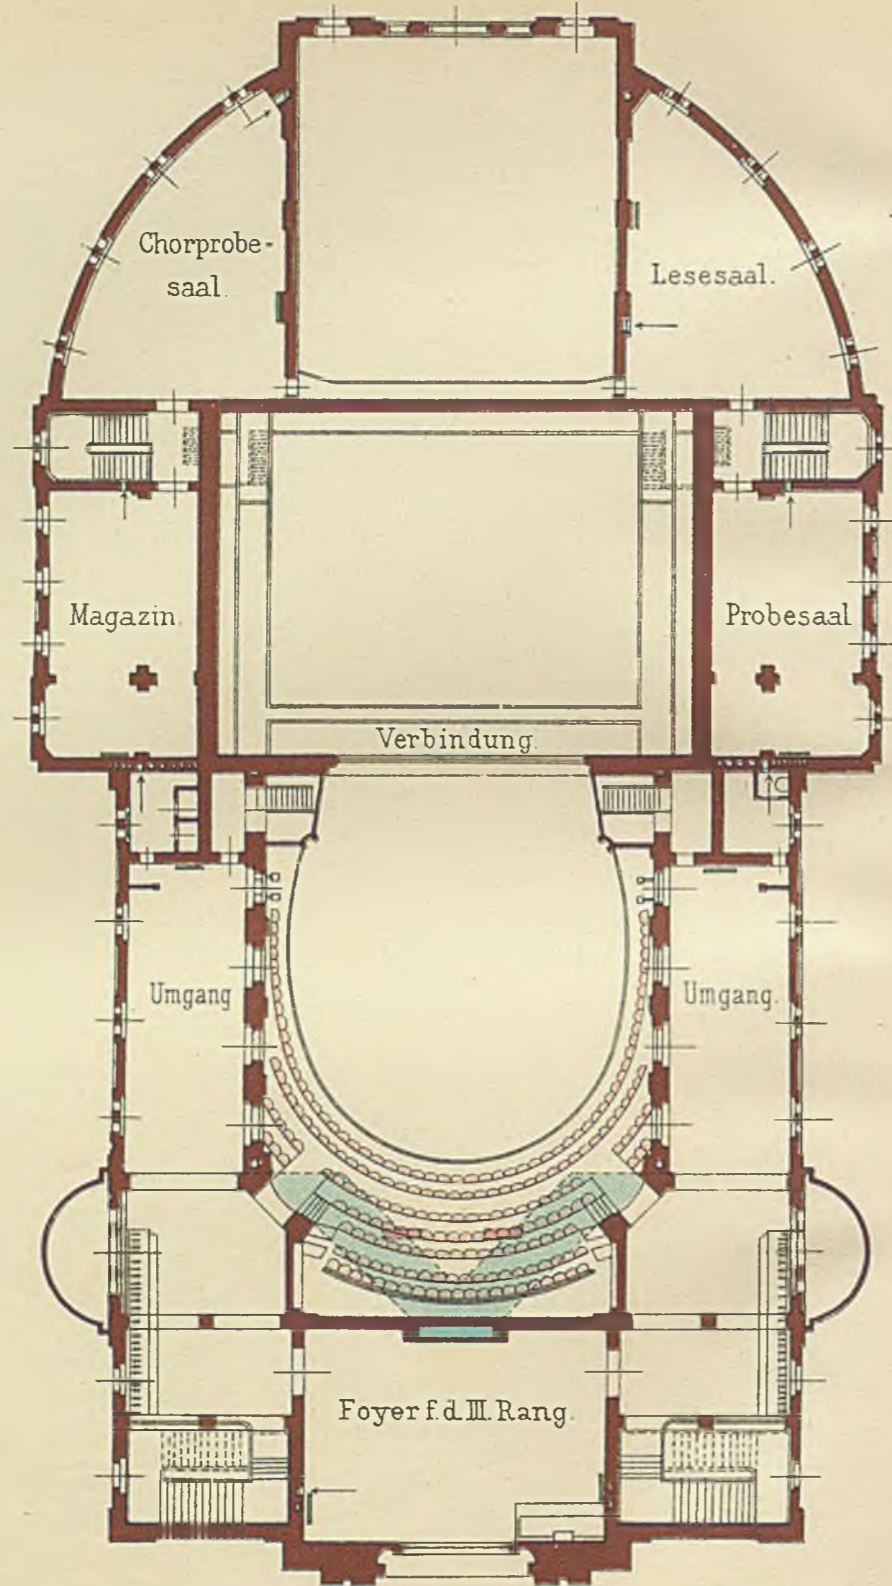 Chorprobe-
saal.
Lesesaal.
Magazin.
Probesaal
Verbindung.
Umgang
Umgang.
Foyer f. d. III. Rang.